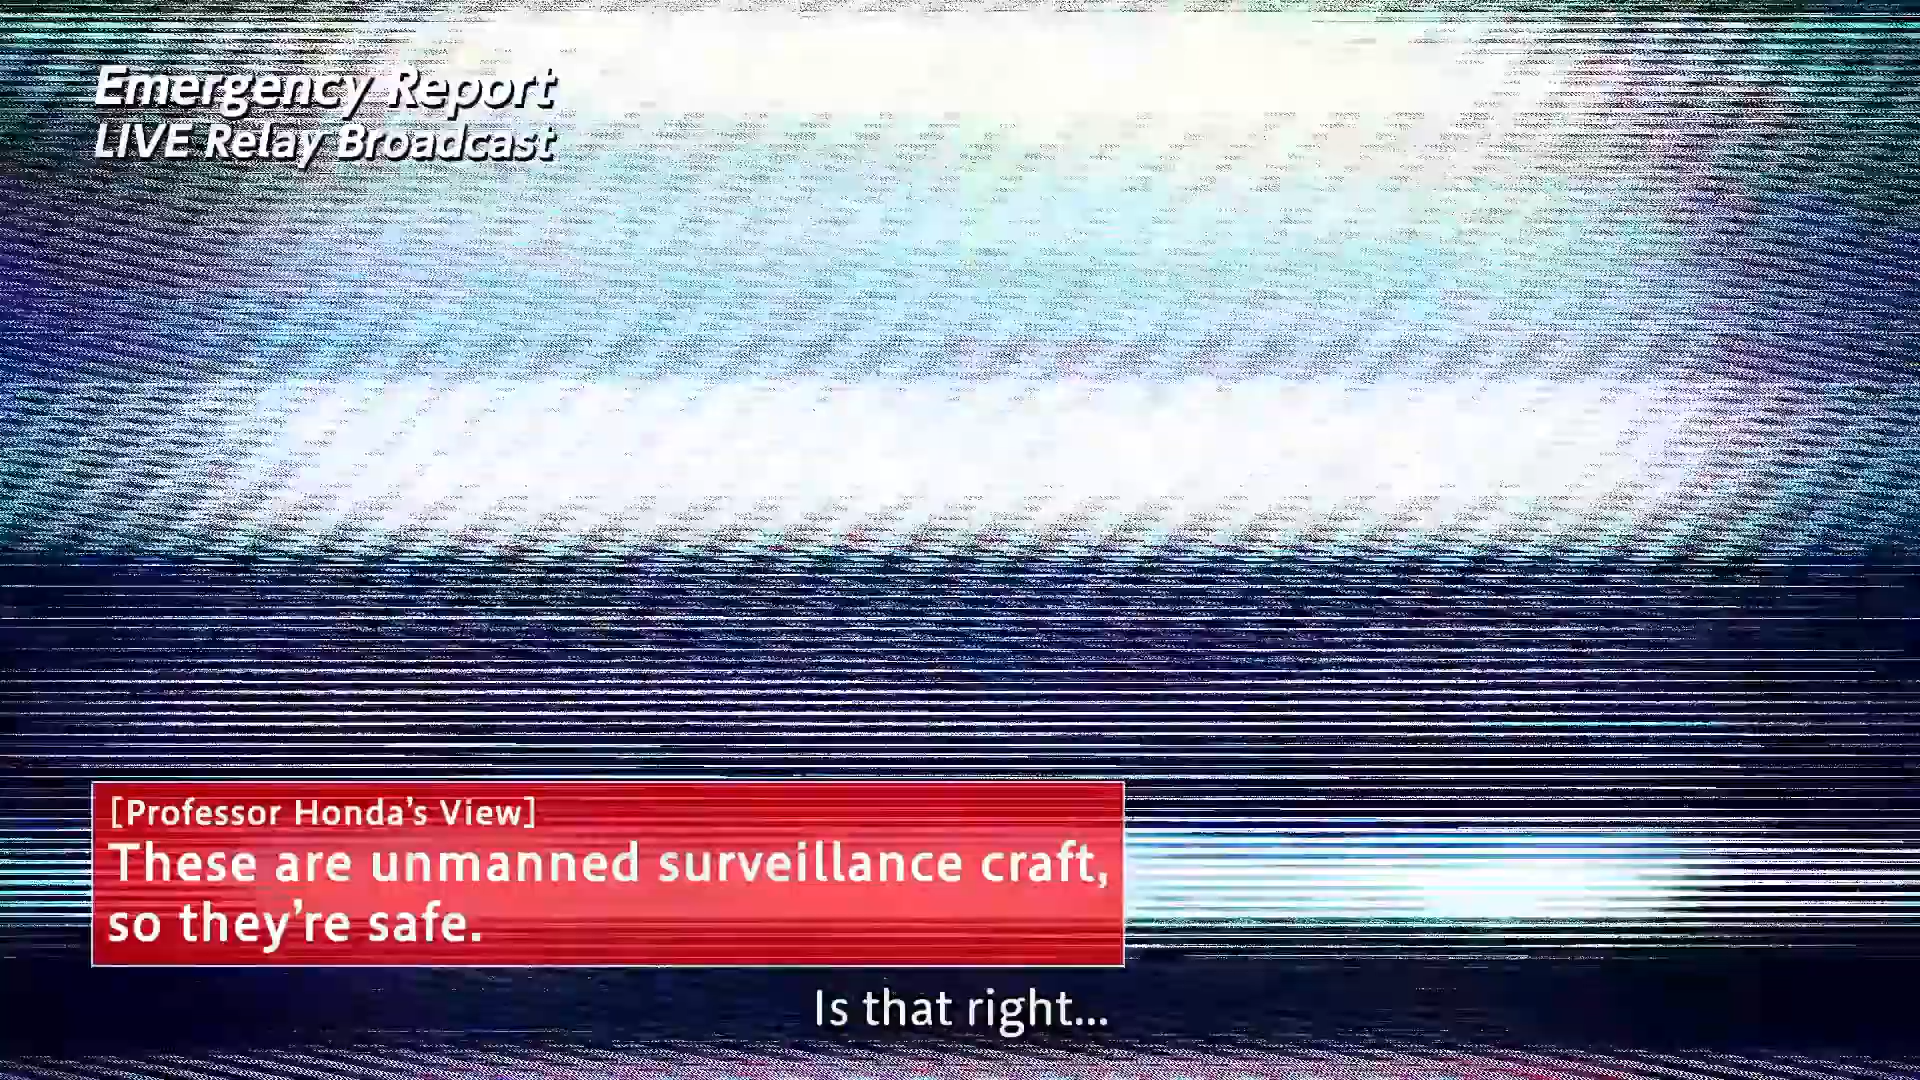 Emergency Report
LIVE Relay Broadcast
[Professor Honda's View]
These are unmanned surveillance craft,
so they're safe.
Is that right...